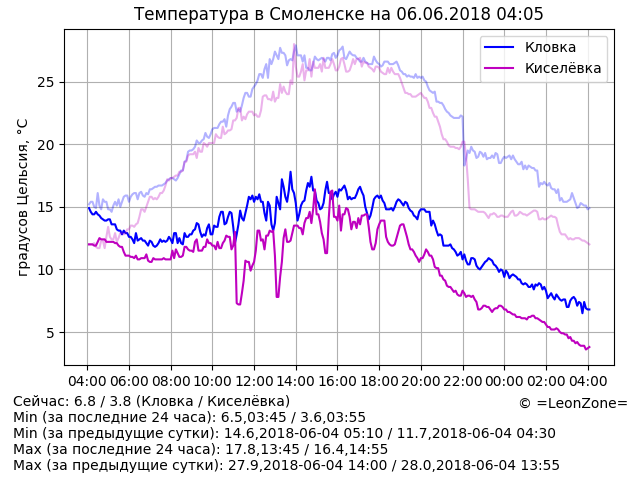 Температура в Смоленске на 06.06.2018 04:05
Кловка
Киселёвка
градусов Цельсия, °C
25
20
15
10
5
04:00 06:00 08:00 10:00 12:00 14:00 16:00 18:00 20:00 22:00 00:00 02:00 04:00
Сейчас: 6.8 / 3.8 (Кловка / Киселёвка)
© =LeonZone=
Min (за последние 24 часа): 6.5,03:45 / 3.6,03:55
Min (за предыдущие сутки): 14.6,2018-06-04 05:10 / 11.7,2018-06-04 04:30
Max (за последние 24 часа): 17.8,13:45 / 16.4,14:55
Max (за предыдущие сутки): 27.9,2018-06-04 14:00 / 28.0,2018-06-04 13:55